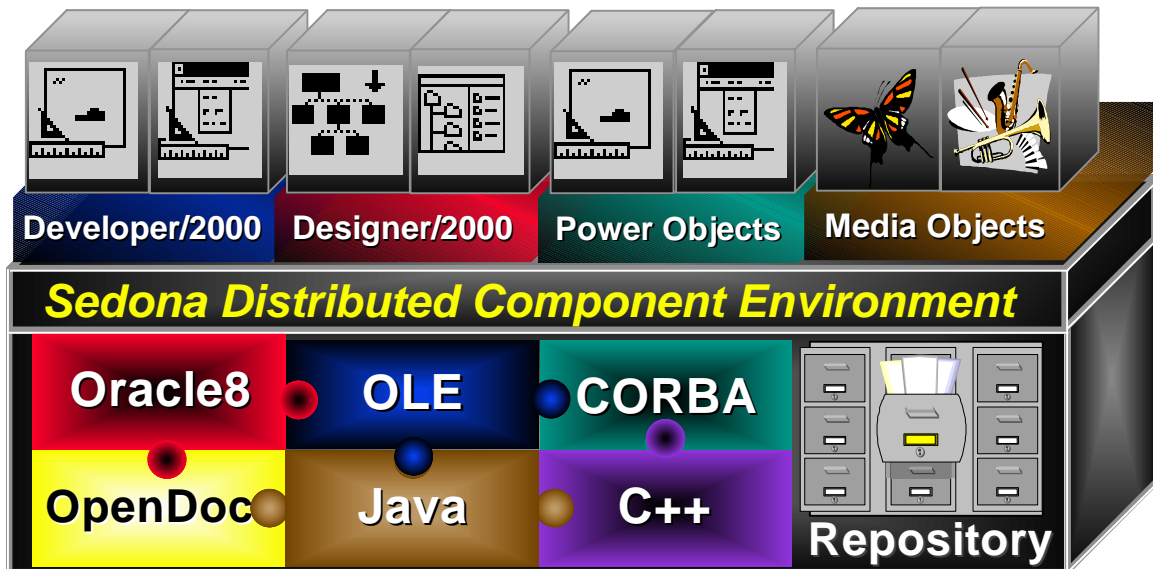 Developer/2000 Designer/2000 Power Objects Media Objects
Sedona Distributed Component Environment
Oracle8 OLE CORBA
OpenDoc Java C++
Repository